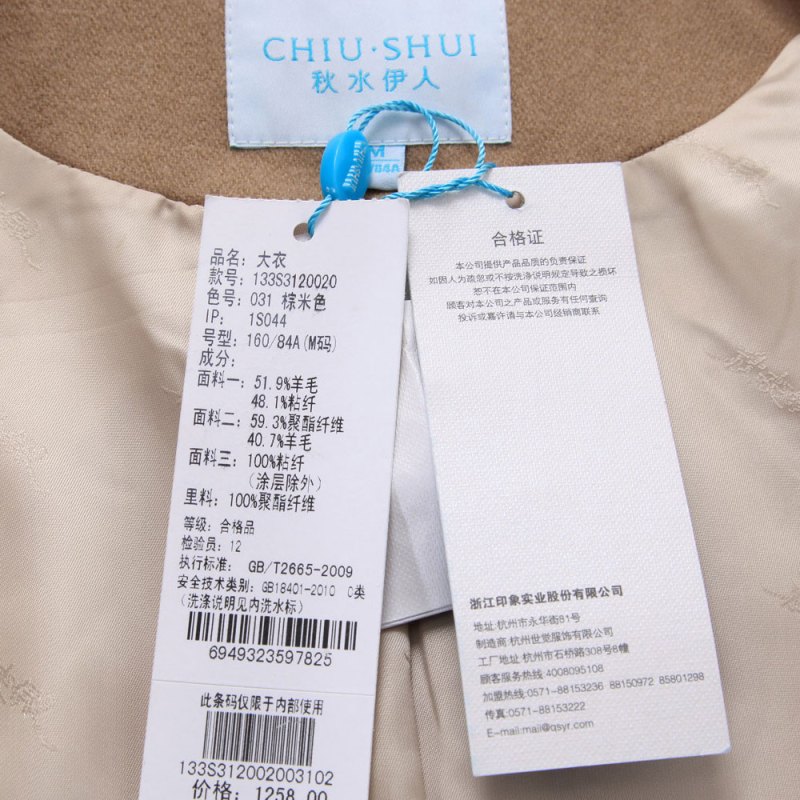 CHIU·SHUI
秋水伊人
M
/84A
品名: 大衣
款号: 133S3120020
色号: 031 棕米色
IP: 1S044
号型: 160/84A(M码)
成分:
面料一: 51.9%羊毛
48.1%粘纤
面料二: 59.3%聚酯纤维
40.7%羊毛
面料三: 100%粘纤
(涂层除外)
里料: 100%聚酯纤维
等级: 合格品
检验员: 12
执行标准: GB/T2665-2009
安全技术类别: GB18401-2010 C类
(洗涤说明见内洗水标)
6949323597825
此条码仅限于内部使用
133S312002003102
价格: 1258.00
合格证
本公司提供产品品质的负责保证
如因人为疏忽或不按洗涤说明规定导致之损坏
恕不在本公司保证范围内
顾客对本公司之产品或服务有任何查询
投诉或嘉许请与本公司经销商联系
浙江印象实业股份有限公司
地址:杭州市永华街81号
制造商:杭州世觉服饰有限公司
工厂地址:杭州市石桥路308号8幢
顾客服务热线:4008095108
加盟热线:0571-88153236 88150972 85801298
传真:0571-88153222
E-mail:mail@qsyr.com